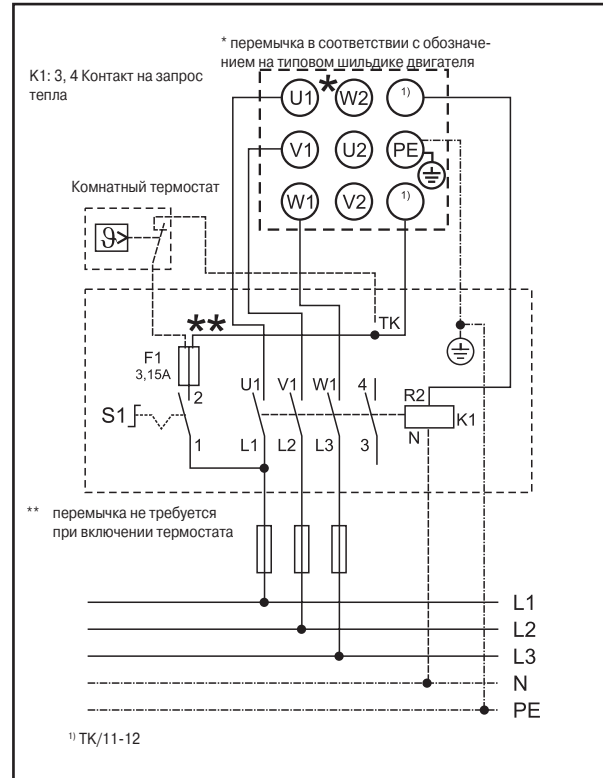 * перемычка в соответствии с обозначе-
нием на типовом шильдике двигателя
K1: 3, 4 Контакт на запрос
тепла
U1 * W2 1)
V1 U2 PE
W1 V2 1)
Комнатный термостат
ϑ>
**
TK
F1
3,15A
2
U1 V1 W1 4
R2
S1
K1
1
L1 L2 L3 3
N
** перемычка не требуется
при включении термостата
L1
L2
L3
N
PE
1) TK/11-12